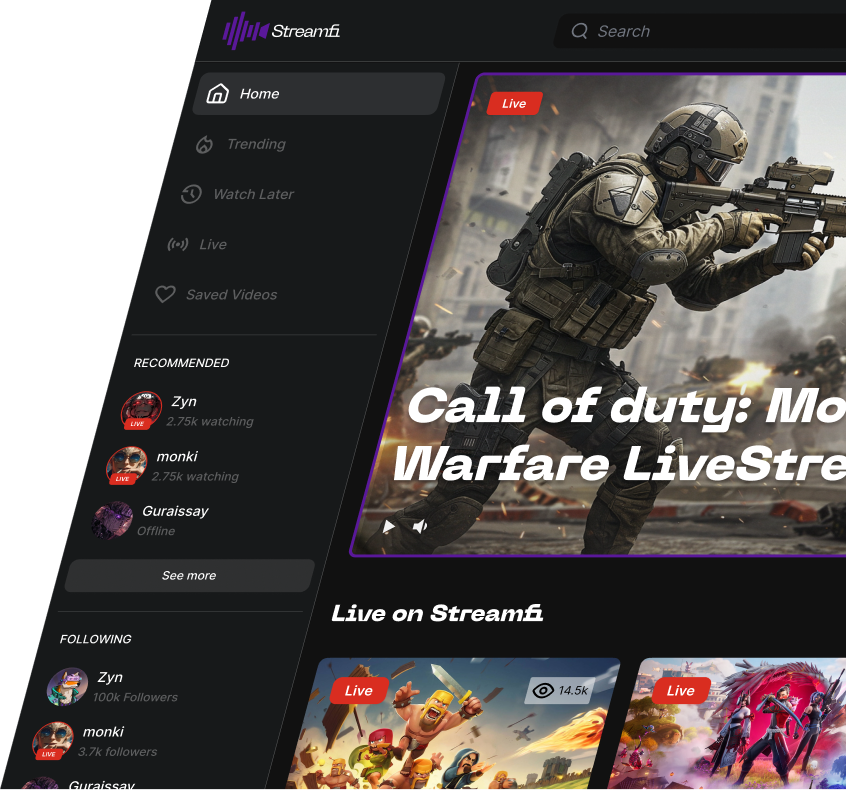 Streamfi
Search
Home
Trending
Watch Later
Live
Saved Videos
RECOMMENDED
Zyn
LIVE
2.75k watching
monki
LIVE
2.75k watching
Guraissay
Offline
See more
FOLLOWING
Zyn
100k Followers
monki
LIVE
3.7k followers
Guraissay
Live
Call of duty: Mo
Warfare LiveStre
Live on Streamfi
Live
14.5k
Live